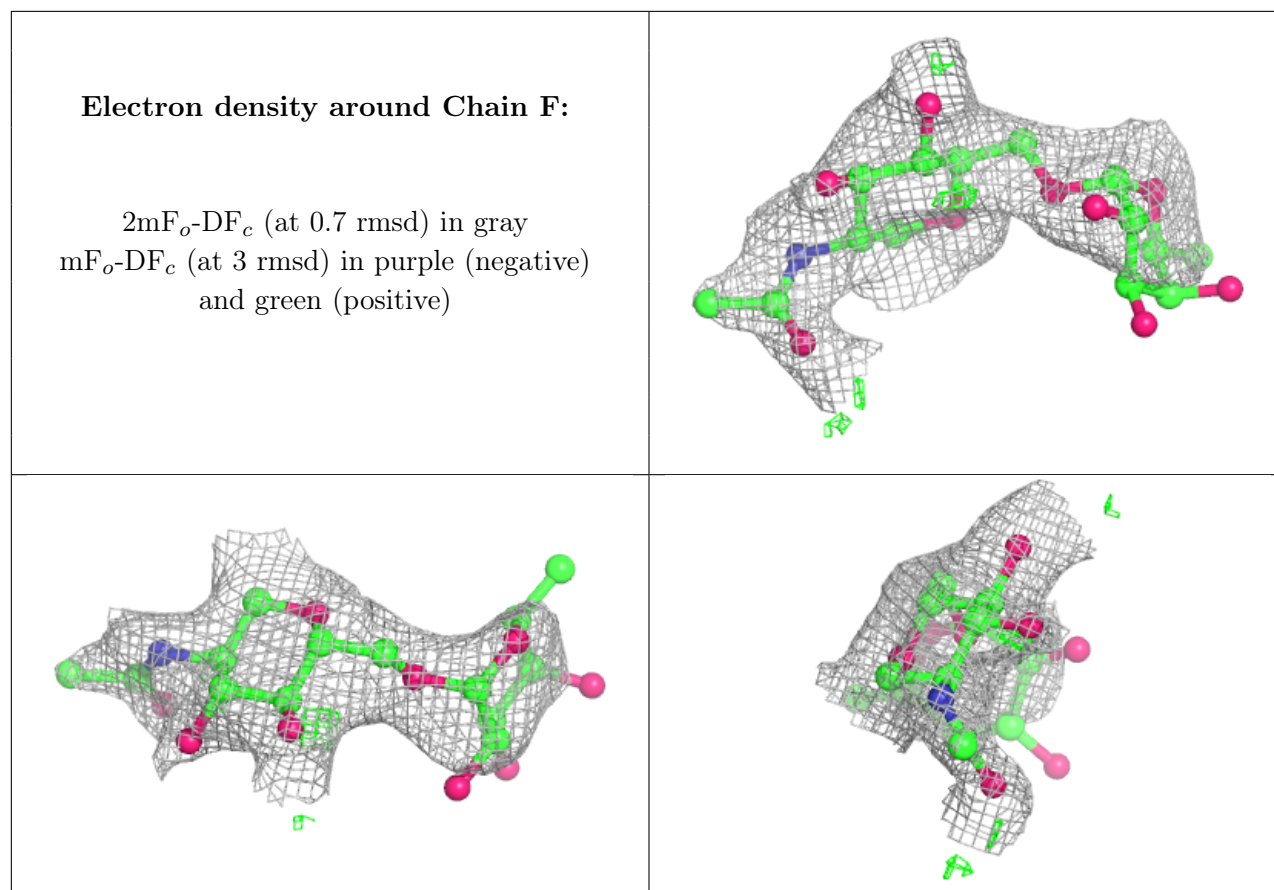 Electron density around Chain F:
2mFₒ-DF𝑐 (at 0.7 rmsd) in gray
mFₒ-DF𝑐 (at 3 rmsd) in purple (negative)
and green (positive)